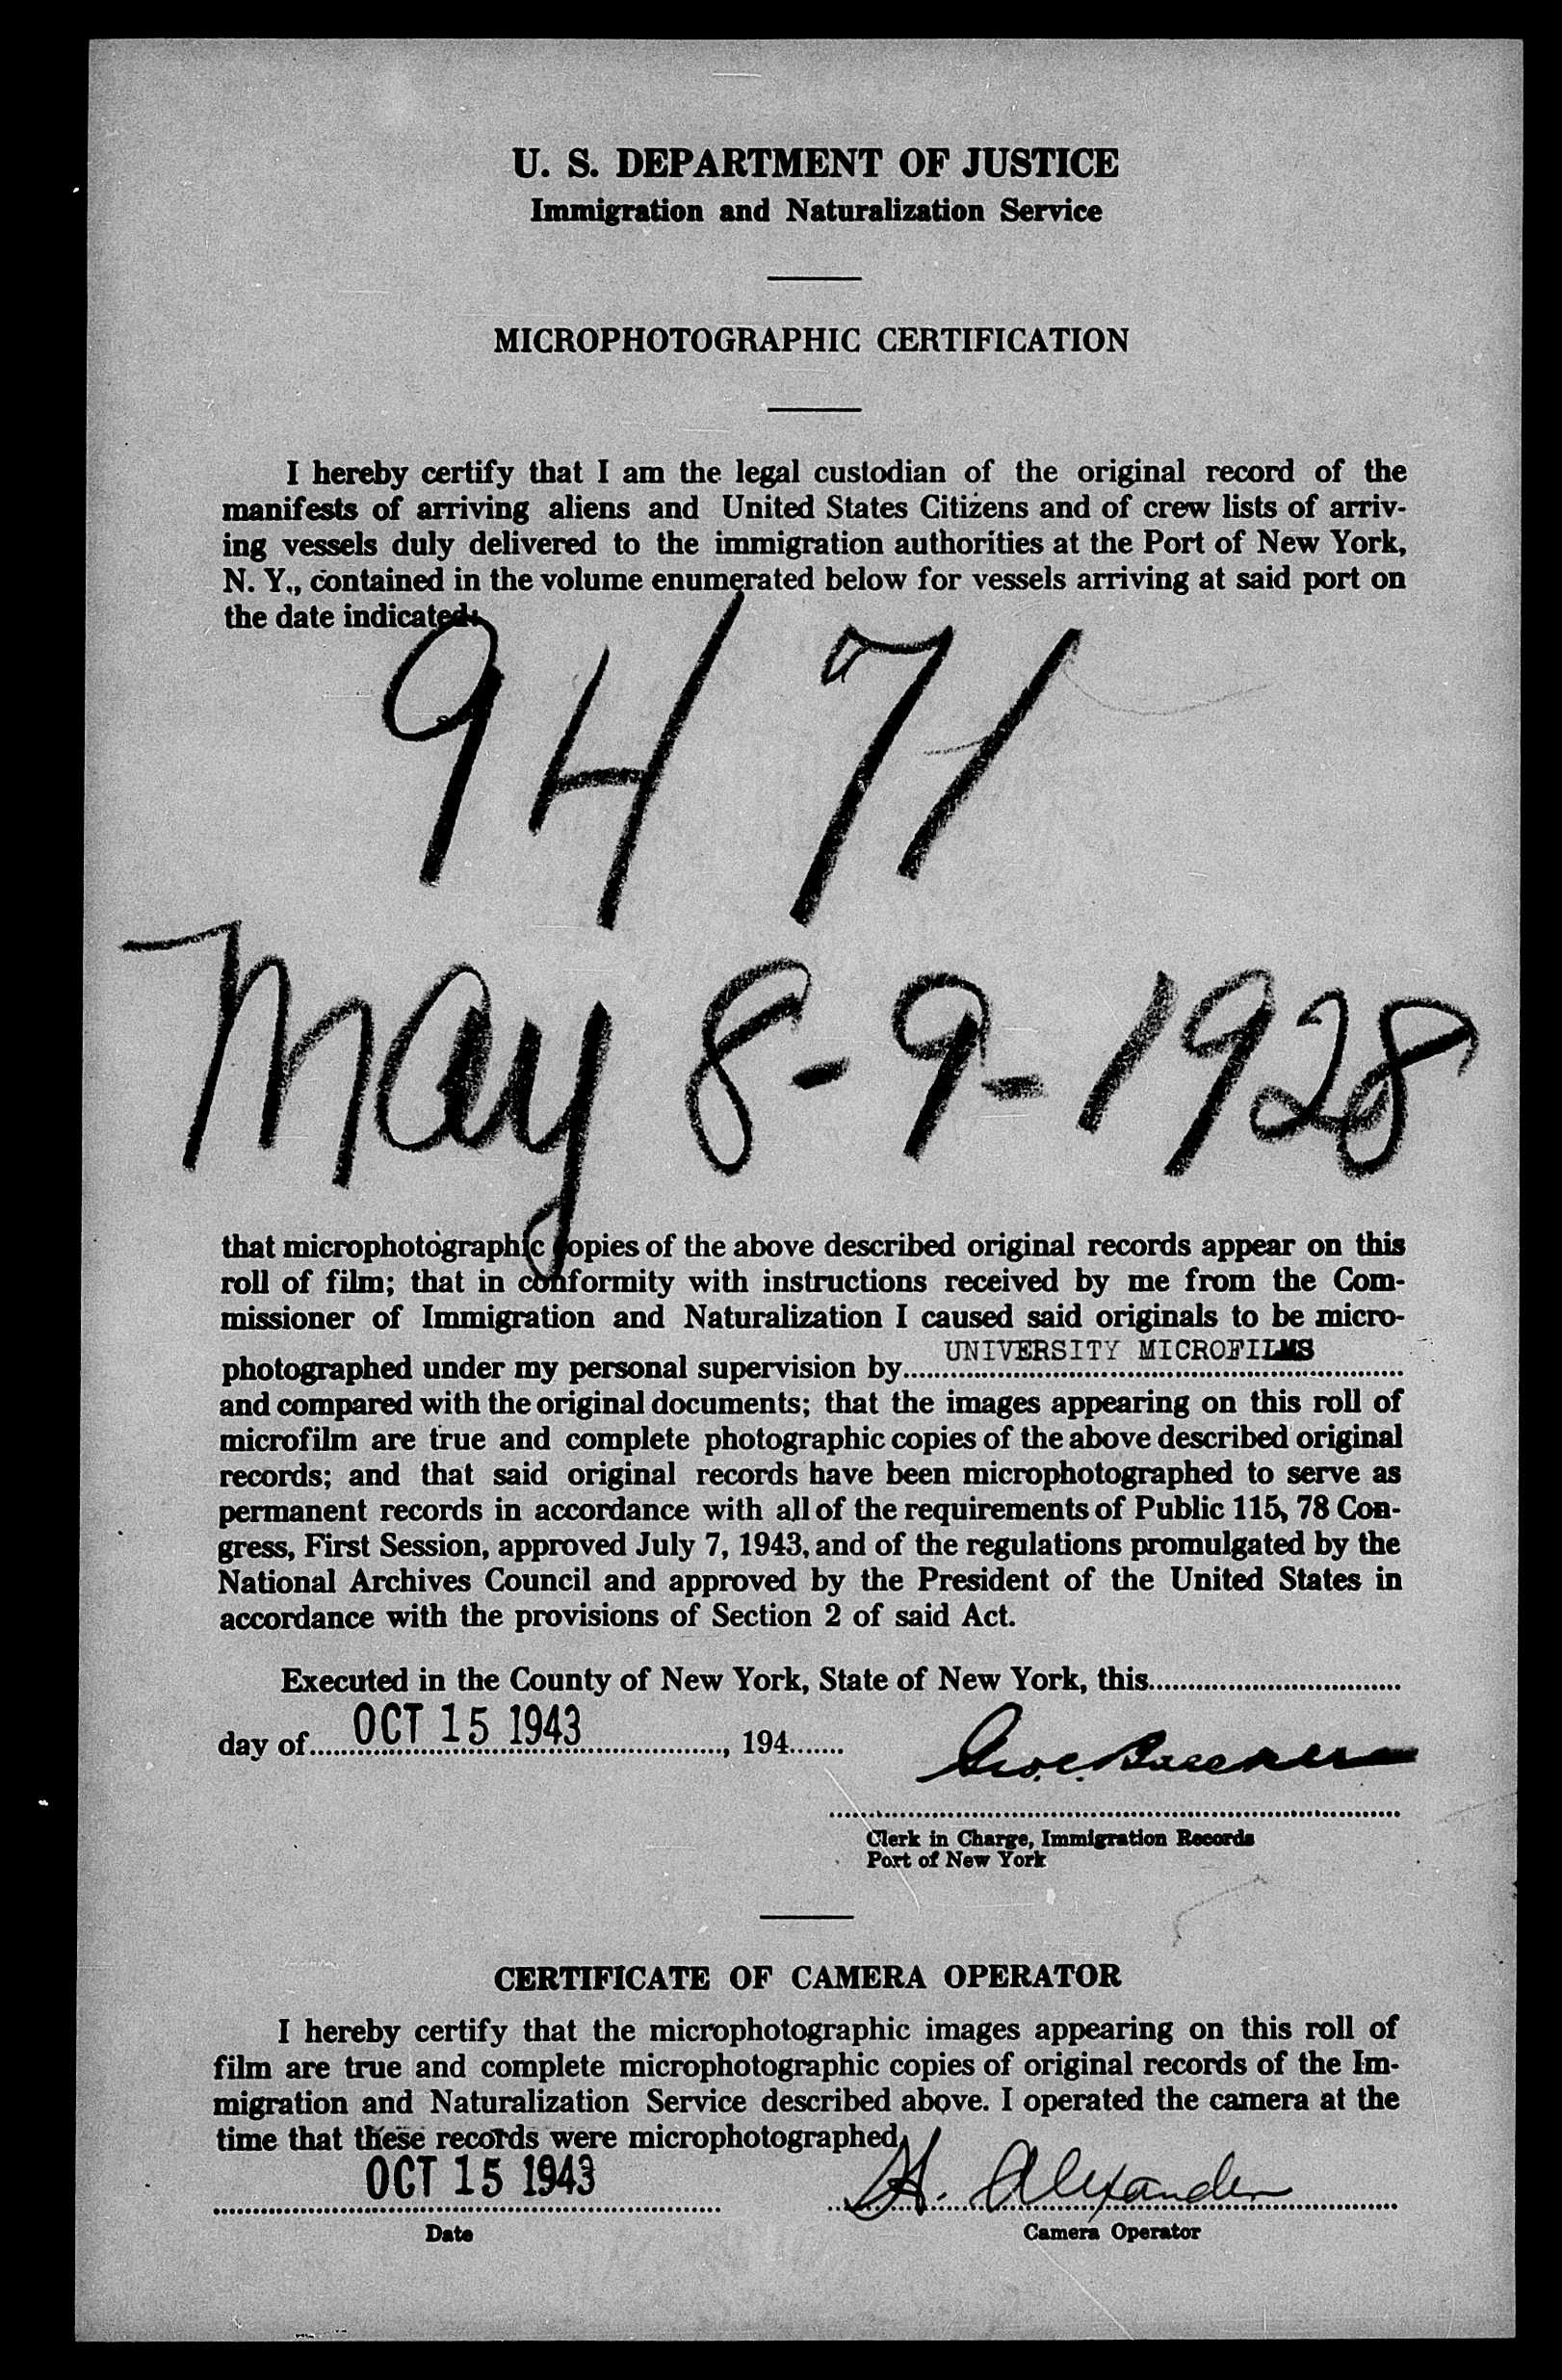 U. S. DEPARTMENT OF JUSTICE
Immigration and Naturalization Service
MICROPHOTOGRAPHIC CERTIFICATION
I hereby certify that I am the legal custodian of the original record of the
manifests of arriving aliens and United States Citizens and of crew lists of arriv-
ing vessels duly delivered to the immigration authorities at the Port of New York,
N. Y., contained in the volume enumerated below for vessels arriving at said port on
the date indicated:
9471
May 8-9-1928
that microphotographic copies of the above described original records appear on this
roll of film; that in conformity with instructions received by me from the Com-
missioner of Immigration and Naturalization I caused said originals to be micro-
photographed under my personal supervision by UNIVERSITY MICROFILMS
and compared with the original documents; that the images appearing on this roll of
microfilm are true and complete photographic copies of the above described original
records; and that said original records have been microphotographed to serve as
permanent records in accordance with all of the requirements of Public 115, 78 Con-
gress, First Session, approved July 7, 1943, and of the regulations promulgated by the
National Archives Council and approved by the President of the United States in
accordance with the provisions of Section 2 of said Act.
Executed in the County of New York, State of New York, this
day of OCT 15 1943, 194
Clerk in Charge, Immigration Records
Port of New York
CERTIFICATE OF CAMERA OPERATOR
I hereby certify that the microphotographic images appearing on this roll of
film are true and complete microphotographic copies of original records of the Im-
migration and Naturalization Service described above. I operated the camera at the
time that these records were microphotographed.
OCT 15 1943 H. Alexander
Date Camera Operator